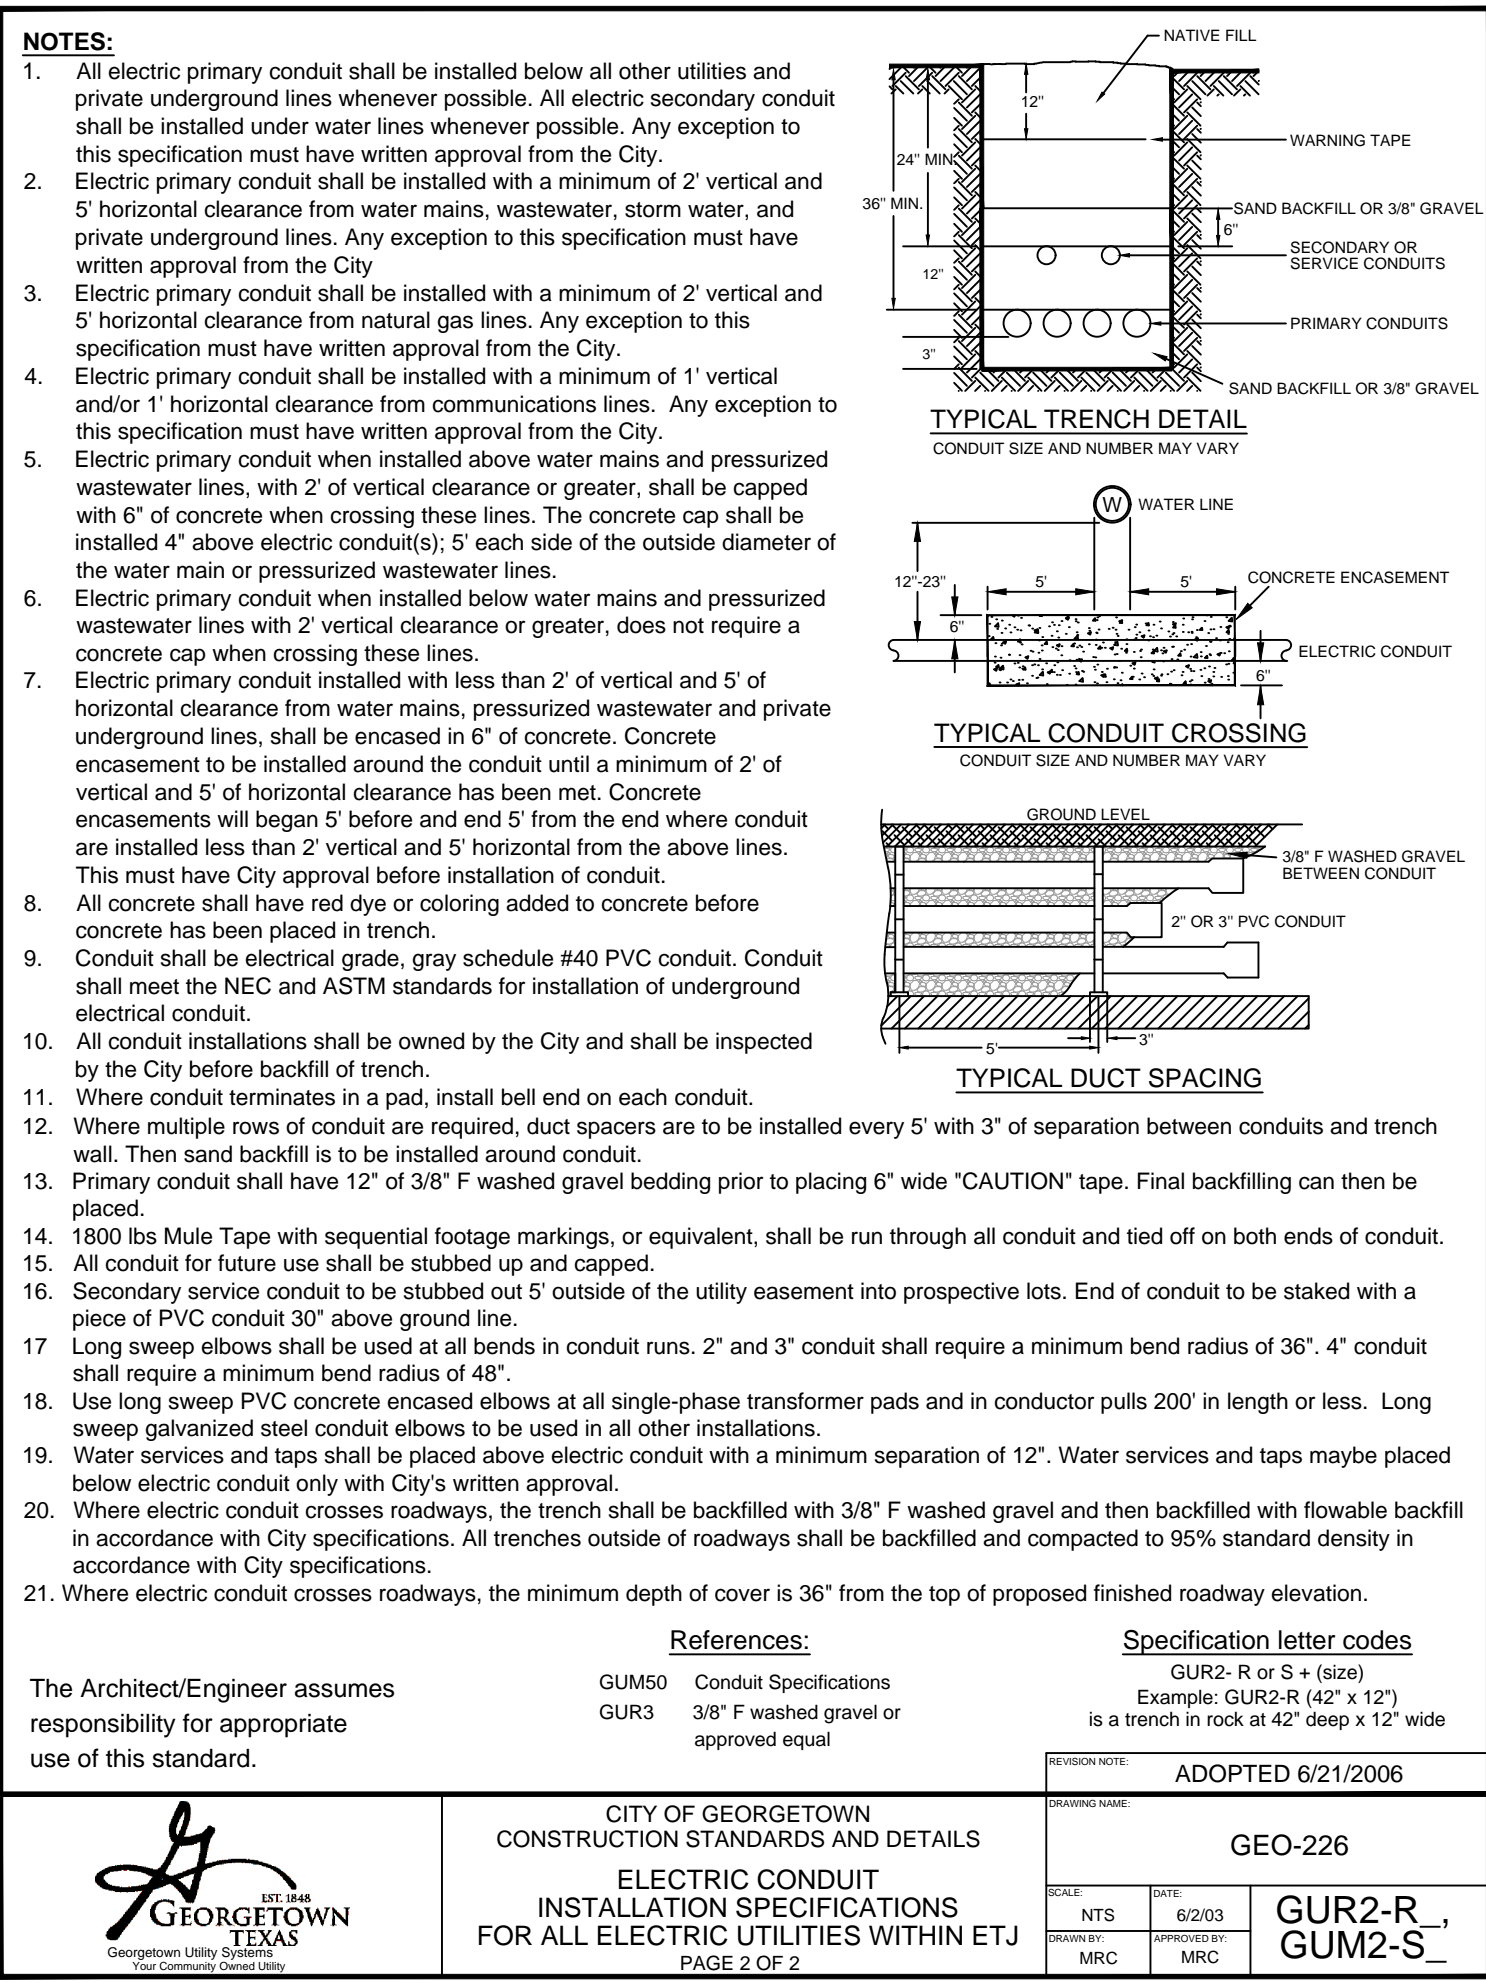 NOTES:
1. All electric primary conduit shall be installed below all other utilities and
private underground lines whenever possible. All electric secondary conduit
shall be installed under water lines whenever possible. Any exception to
this specification must have written approval from the City.
2. Electric primary conduit shall be installed with a minimum of 2' vertical and
5' horizontal clearance from water mains, wastewater, storm water, and
private underground lines. Any exception to this specification must have
written approval from the City
3. Electric primary conduit shall be installed with a minimum of 2' vertical and
5' horizontal clearance from natural gas lines. Any exception to this
specification must have written approval from the City.
4. Electric primary conduit shall be installed with a minimum of 1' vertical
and/or 1' horizontal clearance from communications lines. Any exception to
this specification must have written approval from the City.
5. Electric primary conduit when installed above water mains and pressurized
wastewater lines, with 2' of vertical clearance or greater, shall be capped
with 6" of concrete when crossing these lines. The concrete cap shall be
installed 4" above electric conduit(s); 5' each side of the outside diameter of
the water main or pressurized wastewater lines.
6. Electric primary conduit when installed below water mains and pressurized
wastewater lines with 2' vertical clearance or greater, does not require a
concrete cap when crossing these lines.
7. Electric primary conduit installed with less than 2' of vertical and 5' of
horizontal clearance from water mains, pressurized wastewater and private
underground lines, shall be encased in 6" of concrete. Concrete
encasement to be installed around the conduit until a minimum of 2' of
vertical and 5' of horizontal clearance has been met. Concrete
encasements will began 5' before and end 5' from the end where conduit
are installed less than 2' vertical and 5' horizontal from the above lines.
This must have City approval before installation of conduit.
8. All concrete shall have red dye or coloring added to concrete before
concrete has been placed in trench.
9. Conduit shall be electrical grade, gray schedule #40 PVC conduit. Conduit
shall meet the NEC and ASTM standards for installation of underground
electrical conduit.
10. All conduit installations shall be owned by the City and shall be inspected
by the City before backfill of trench.
11. Where conduit terminates in a pad, install bell end on each conduit.
12. Where multiple rows of conduit are required, duct spacers are to be installed every 5' with 3" of separation between conduits and trench
wall. Then sand backfill is to be installed around conduit.
13. Primary conduit shall have 12" of 3/8" F washed gravel bedding prior to placing 6" wide "CAUTION" tape. Final backfilling can then be
placed.
14. 1800 lbs Mule Tape with sequential footage markings, or equivalent, shall be run through all conduit and tied off on both ends of conduit.
15. All conduit for future use shall be stubbed up and capped.
16. Secondary service conduit to be stubbed out 5' outside of the utility easement into prospective lots. End of conduit to be staked with a
piece of PVC conduit 30" above ground line.
17 Long sweep elbows shall be used at all bends in conduit runs. 2" and 3" conduit shall require a minimum bend radius of 36". 4" conduit
shall require a minimum bend radius of 48".
18. Use long sweep PVC concrete encased elbows at all single-phase transformer pads and in conductor pulls 200' in length or less. Long
sweep galvanized steel conduit elbows to be used in all other installations.
19. Water services and taps shall be placed above electric conduit with a minimum separation of 12". Water services and taps maybe placed
below electric conduit only with City's written approval.
20. Where electric conduit crosses roadways, the trench shall be backfilled with 3/8" F washed gravel and then backfilled with flowable backfill
in accordance with City specifications. All trenches outside of roadways shall be backfilled and compacted to 95% standard density in
accordance with City specifications.
21. Where electric conduit crosses roadways, the minimum depth of cover is 36" from the top of proposed finished roadway elevation.
NATIVE FILL
12"
WARNING TAPE
24" MIN.
36" MIN.
SAND BACKFILL OR 3/8" GRAVEL
6"
SECONDARY OR
SERVICE CONDUITS
12"
PRIMARY CONDUITS
3"
SAND BACKFILL OR 3/8" GRAVEL
TYPICAL TRENCH DETAIL
CONDUIT SIZE AND NUMBER MAY VARY
W WATER LINE
12"-23"
5'
5'
CONCRETE ENCASEMENT
6"
ELECTRIC CONDUIT
6"
TYPICAL CONDUIT CROSSING
CONDUIT SIZE AND NUMBER MAY VARY
GROUND LEVEL
3/8" F WASHED GRAVEL
BETWEEN CONDUIT
2" OR 3" PVC CONDUIT
5'
3"
TYPICAL DUCT SPACING
The Architect/Engineer assumes
responsibility for appropriate
use of this standard.
References:
GUM50 Conduit Specifications
GUR3 3/8" F washed gravel or
approved equal
Specification letter codes
GUR2- R or S + (size)
Example: GUR2-R (42" x 12")
is a trench in rock at 42" deep x 12" wide
REVISION NOTE:
ADOPTED 6/21/2006
EST. 1848
GEORGETOWN
TEXAS
Georgetown Utility Systems
Your Community Owned Utility
CITY OF GEORGETOWN
CONSTRUCTION STANDARDS AND DETAILS
ELECTRIC CONDUIT
INSTALLATION SPECIFICATIONS
FOR ALL ELECTRIC UTILITIES WITHIN ETJ
PAGE 2 OF 2
DRAWING NAME:
GEO-226
SCALE:
NTS
DATE:
6/2/03
DRAWN BY:
MRC
APPROVED BY:
MRC
GUR2-R_,
GUM2-S_